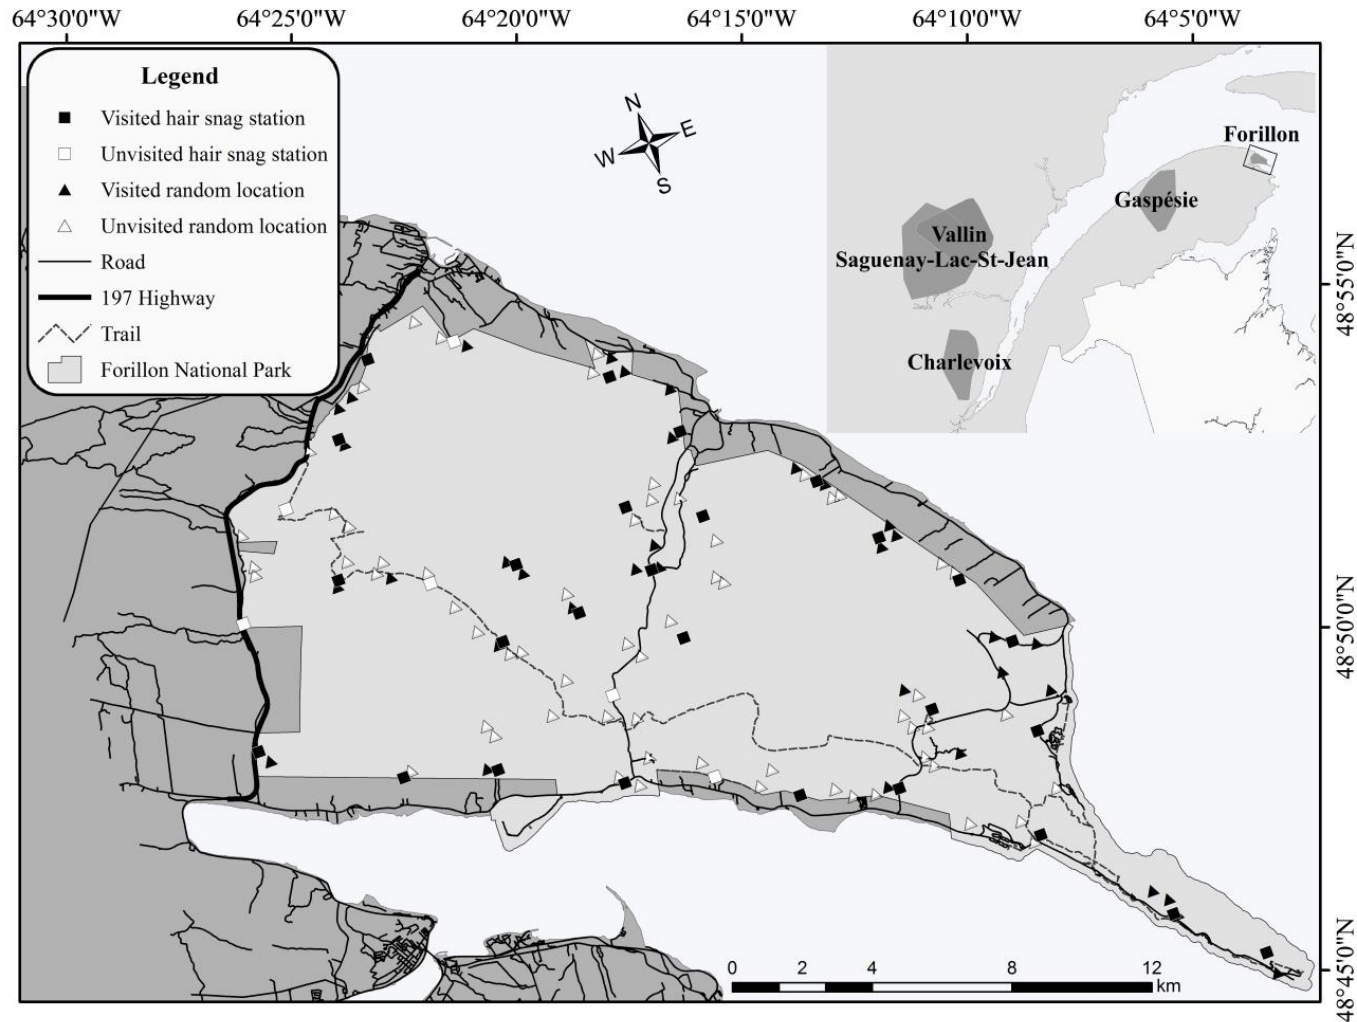 64°30'0"W 64°25'0"W 64°20'0"W 64°15'0"W 64°10'0"W 64°5'0"W
Legend
Visited hair snag station
Unvisited hair snag station
Visited random location
Unvisited random location
Road
197 Highway
Trail
Forillon National Park
N
E
W
S
Forillon
Gaspésie
Vallin
Saguenay-Lac-St-Jean
Charlevoix
48°55'0"N
48°50'0"N
48°45'0"N
0 2 4 8 12
km